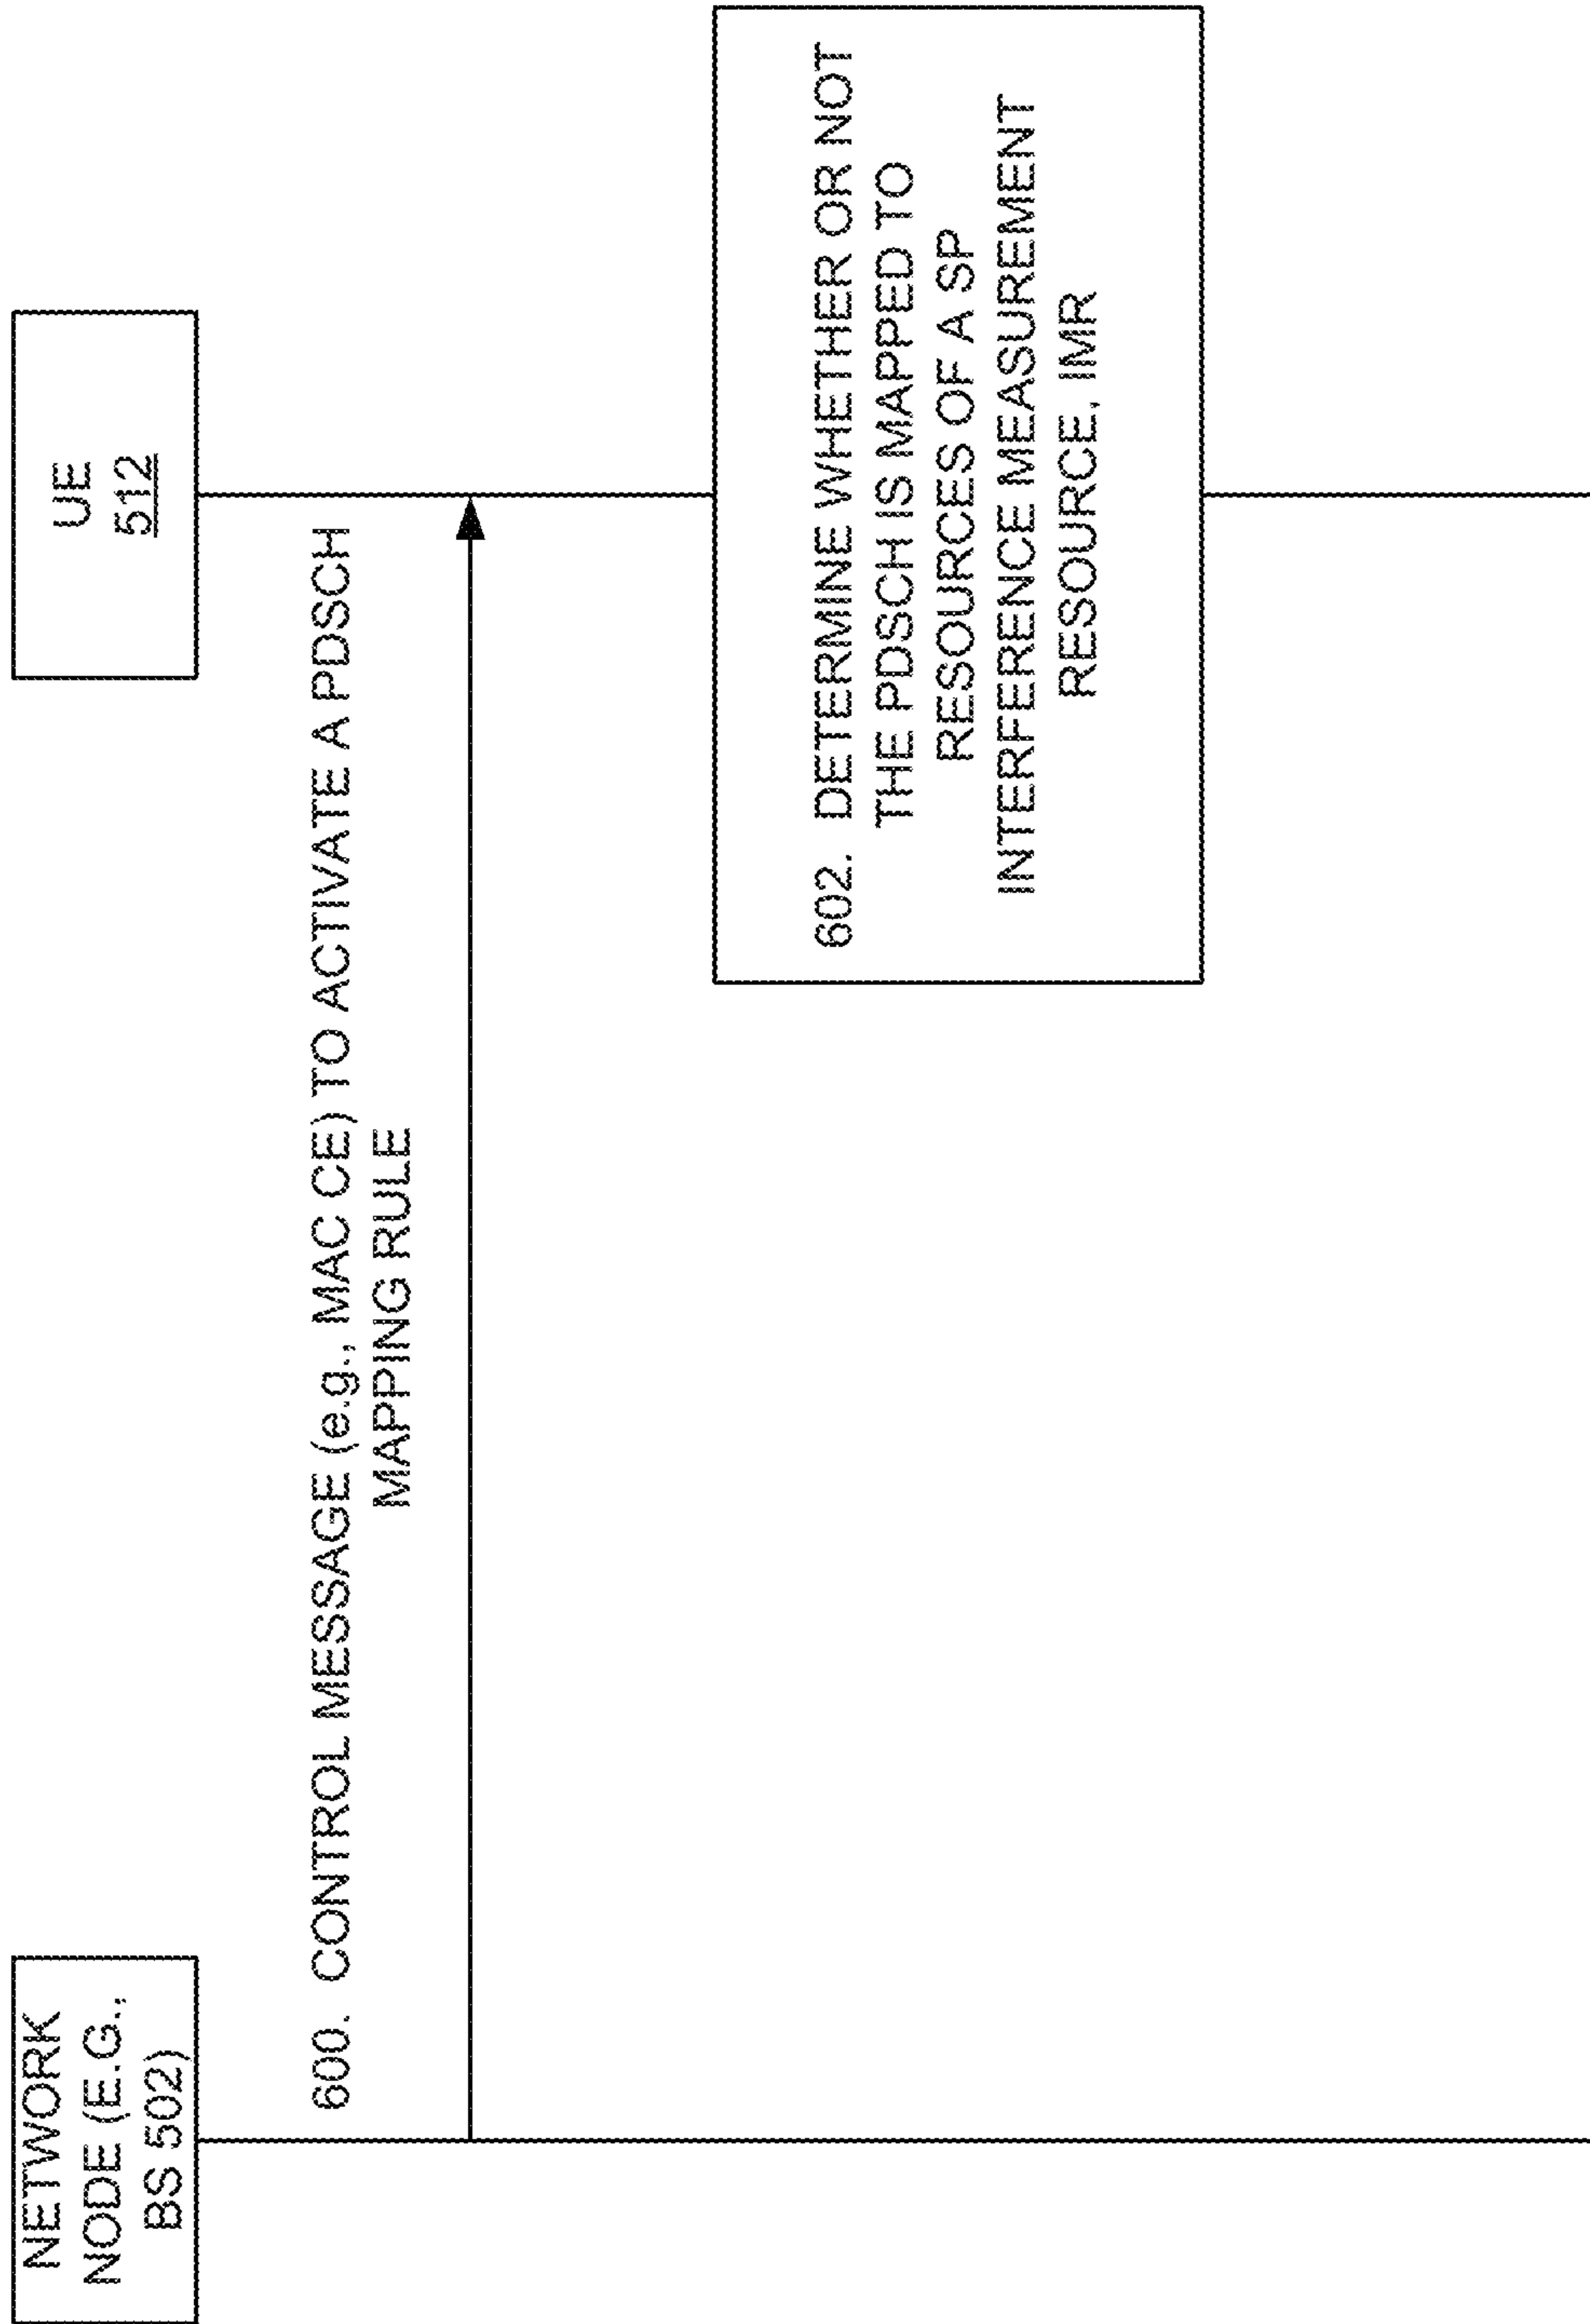 NETWORK
NODE (E.G.,
BS 502)
UE
512
600. CONTROL MESSAGE (e.g., MAC CE) TO ACTIVATE A PDSCH
MAPPING RULE
602. DETERMINE WHETHER OR NOT
THE PDSCH IS MAPPED TO
RESOURCES OF A SP
INTERFERENCE MEASUREMENT
RESOURCE, IMR